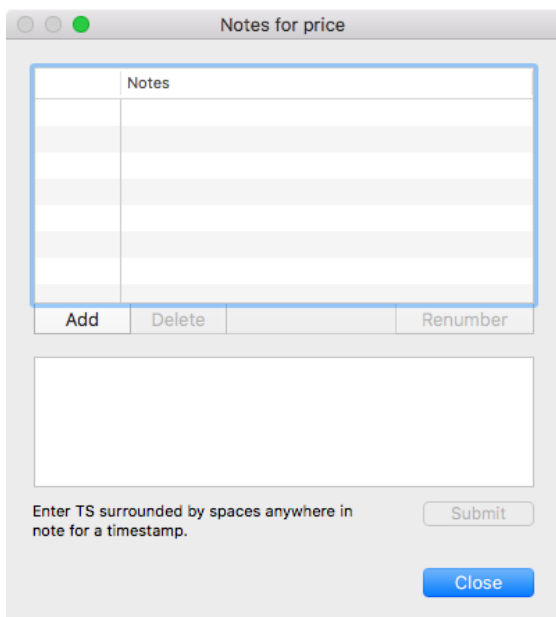 Notes for price
Notes
Add Delete Renumber
Enter TS surrounded by spaces anywhere in
note for a timestamp.
Submit
Close